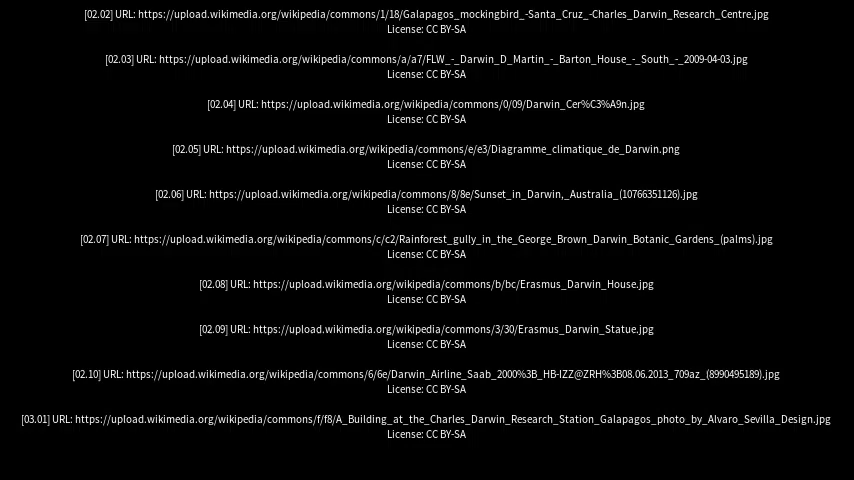 [02.02] URL: https://upload.wikimedia.org/wikipedia/commons/1/18/Galapagos_mockingbird_-Santa_Cruz_-Charles_Darwin_Research_Centre.jpg
License: CC BY-SA
[02.03] URL: https://upload.wikimedia.org/wikipedia/commons/a/a7/FLW_-_Darwin_D_Martin_-_Barton_House_-_South_-_2009-04-03.jpg
License: CC BY-SA
[02.04] URL: https://upload.wikimedia.org/wikipedia/commons/0/09/Darwin_Cer%C3%A9n.jpg
License: CC BY-SA
[02.05] URL: https://upload.wikimedia.org/wikipedia/commons/e/e3/Diagramme_climatique_de_Darwin.png
License: CC BY-SA
[02.06] URL: https://upload.wikimedia.org/wikipedia/commons/8/8e/Sunset_in_Darwin,_Australia_(10766351126).jpg
License: CC BY-SA
[02.07] URL: https://upload.wikimedia.org/wikipedia/commons/c/c2/Rainforest_gully_in_the_George_Brown_Darwin_Botanic_Gardens_(palms).jpg
License: CC BY-SA
[02.08] URL: https://upload.wikimedia.org/wikipedia/commons/b/bc/Erasmus_Darwin_House.jpg
License: CC BY-SA
[02.09] URL: https://upload.wikimedia.org/wikipedia/commons/3/30/Erasmus_Darwin_Statue.jpg
License: CC BY-SA
[02.10] URL: https://upload.wikimedia.org/wikipedia/commons/6/6e/Darwin_Airline_Saab_2000%3B_HB-IZZ@ZRH%3B08.06.2013_709az_(8990495189).jpg
License: CC BY-SA
[03.01] URL: https://upload.wikimedia.org/wikipedia/commons/f/f8/A_Building_at_the_Charles_Darwin_Research_Station_Galapagos_photo_by_Alvaro_Sevilla_Design.jpg
License: CC BY-SA